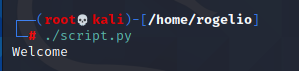 ┌──(root💀kali)-[/home/rogelio]
└─# ./script.py
Welcome